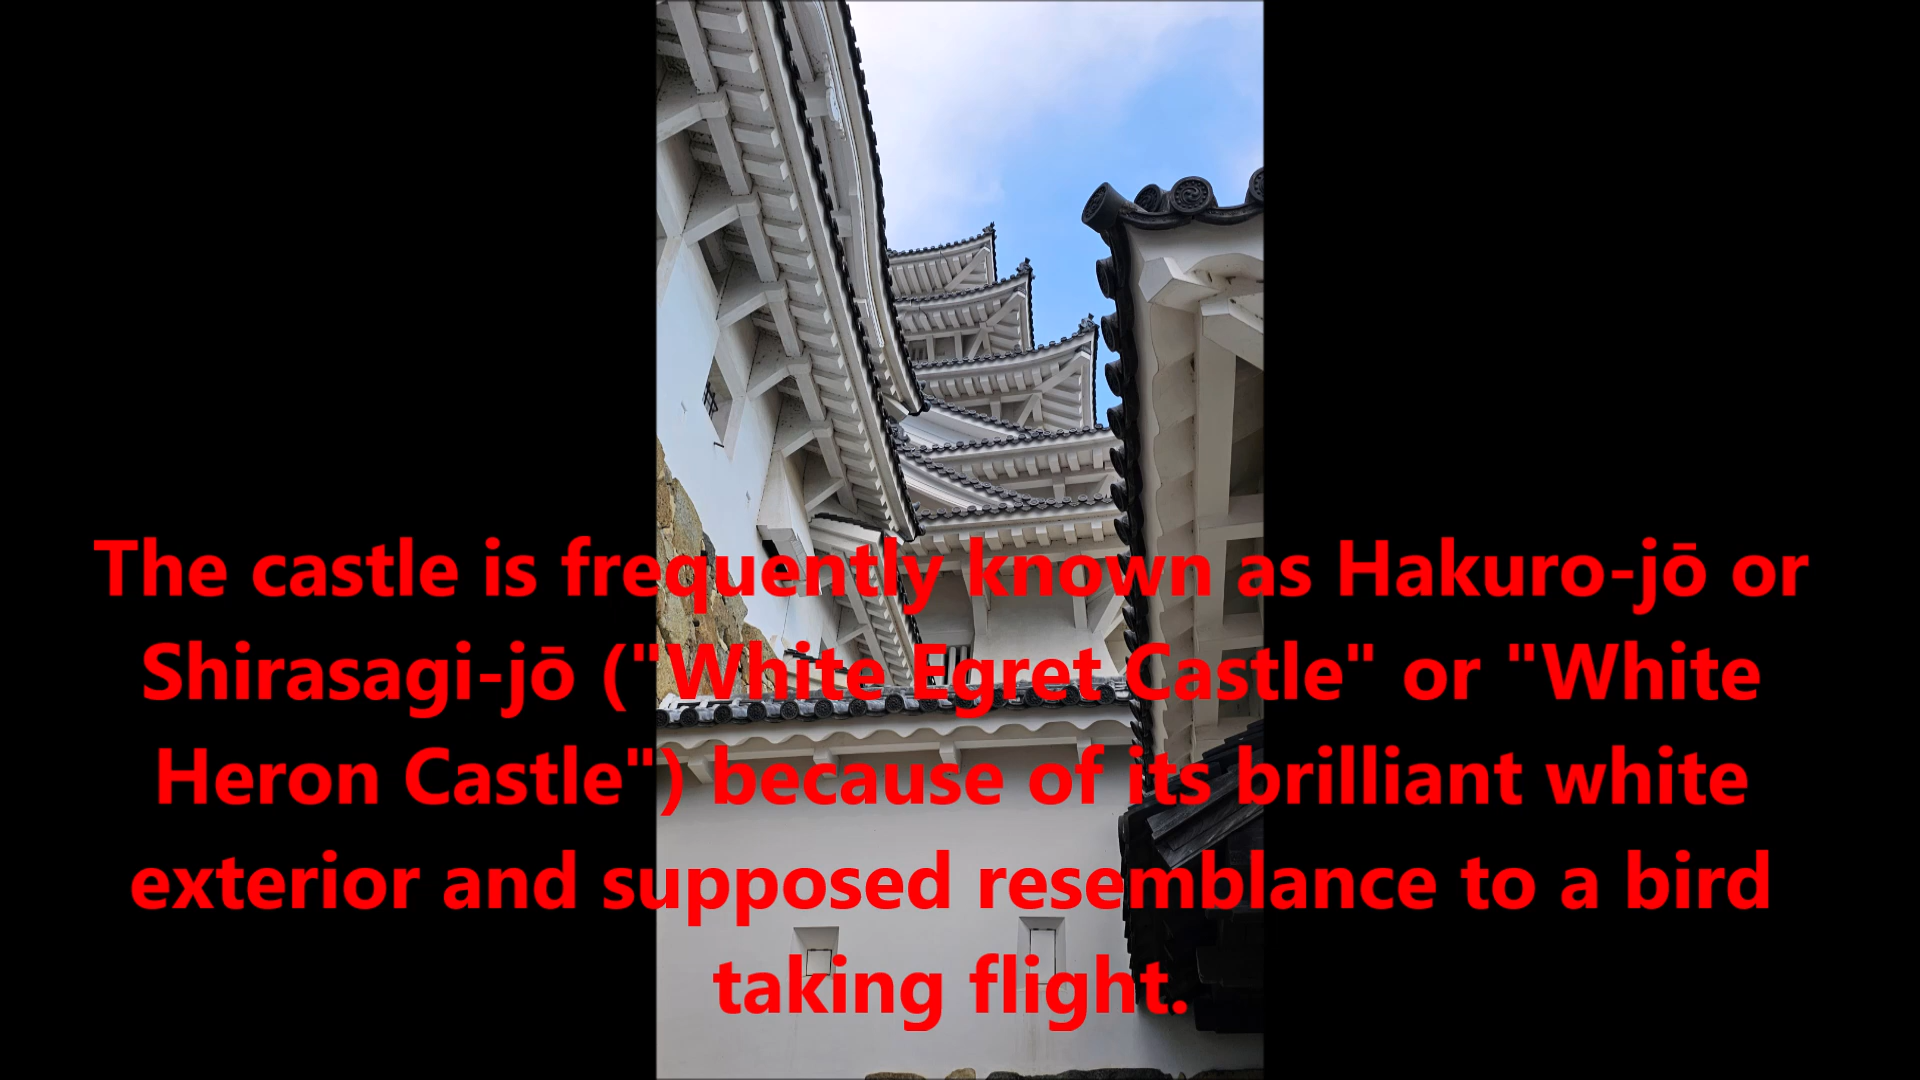 The castle is frequently known as Hakuro-jō or
Shirasagi-jō ("White Egret Castle" or "White
Heron Castle") because of its brilliant white
exterior and supposed resemblance to a bird
taking flight.